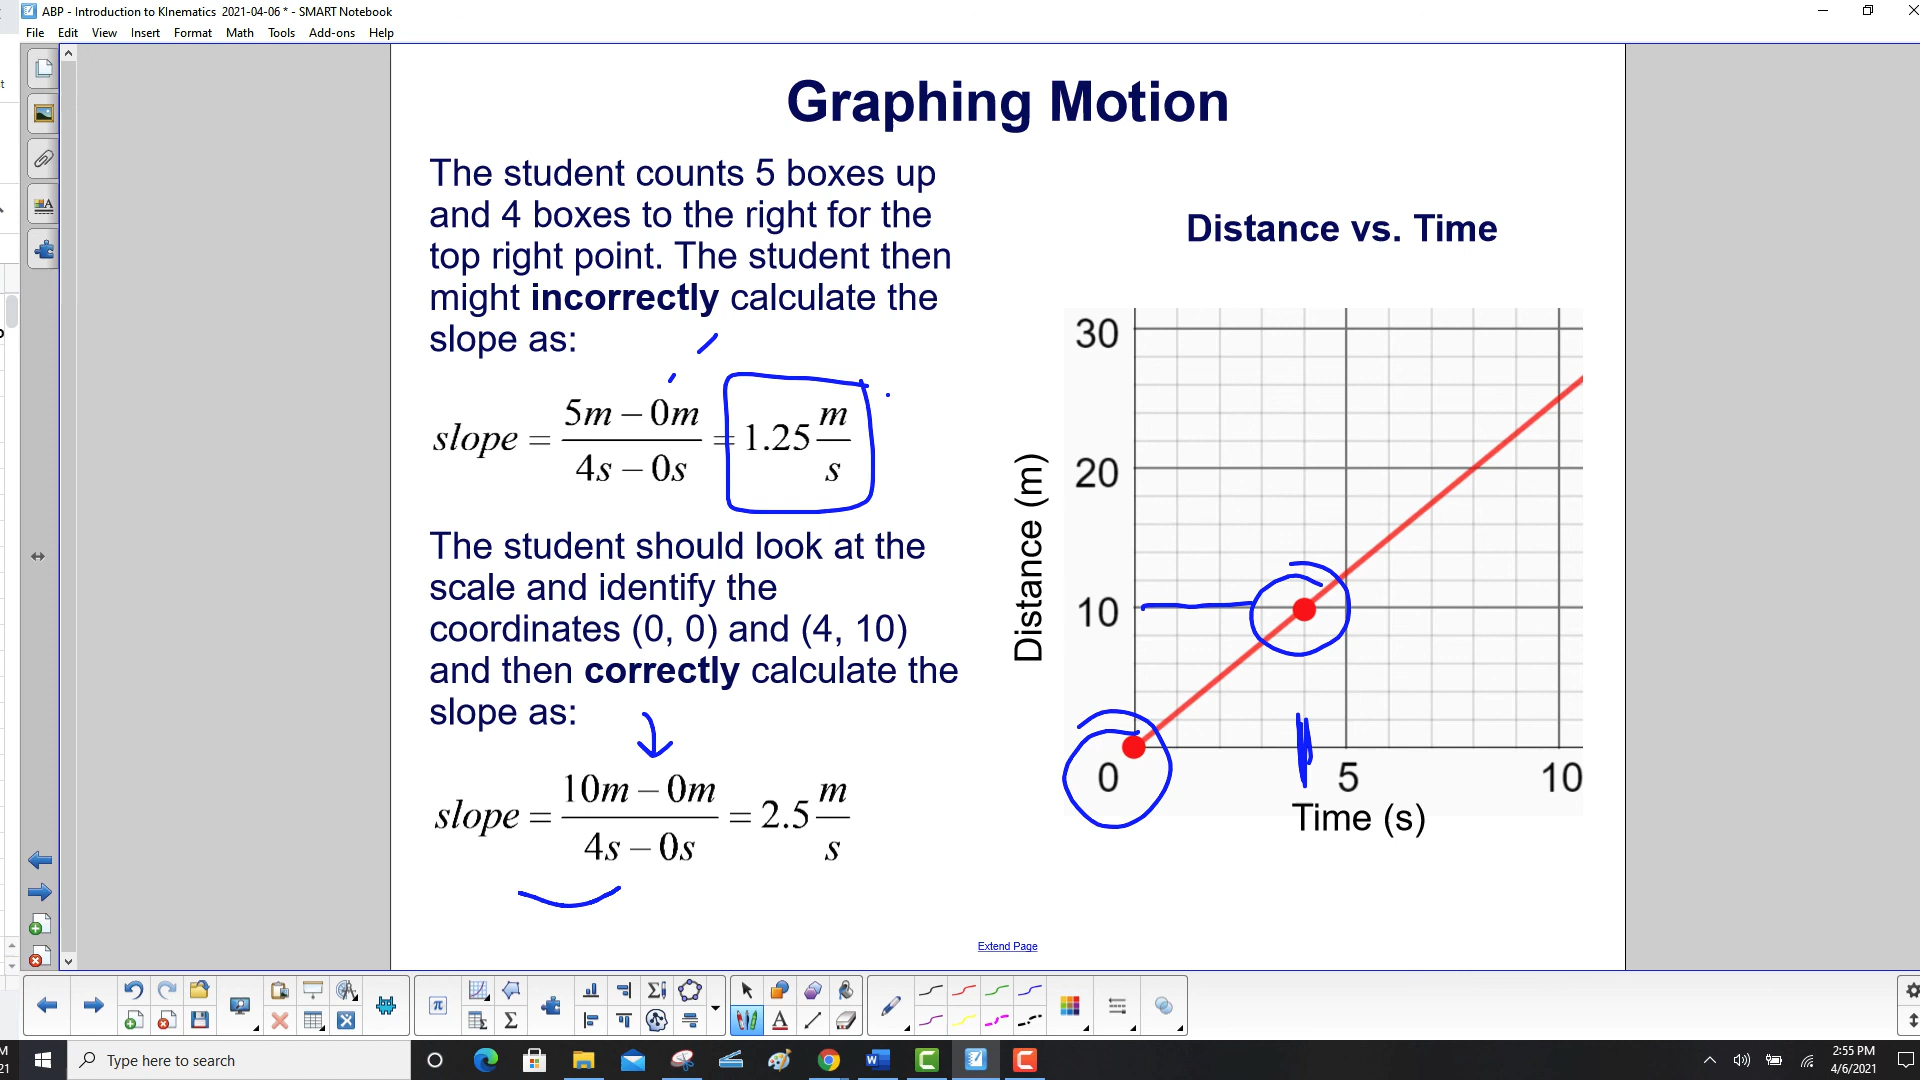 ABP - Introduction to KInematics 2021-04-06 * - SMART Notebook
File Edit View Insert Format Math Tools Add-ons Help
Graphing Motion
The student counts 5 boxes up
and 4 boxes to the right for the
top right point. The student then
might incorrectly calculate the
slope as:
slope = (5m – 0m)/(4s – 0s) = 1.25 m/s
The student should look at the
scale and identify the
coordinates (0, 0) and (4, 10)
and then correctly calculate the
slope as:
slope = (10m – 0m)/(4s – 0s) = 2.5 m/s
Distance vs. Time
Distance (m)
30
20
10
0 5 10
Time (s)
Extend Page
Type here to search
2:55 PM
4/6/2021